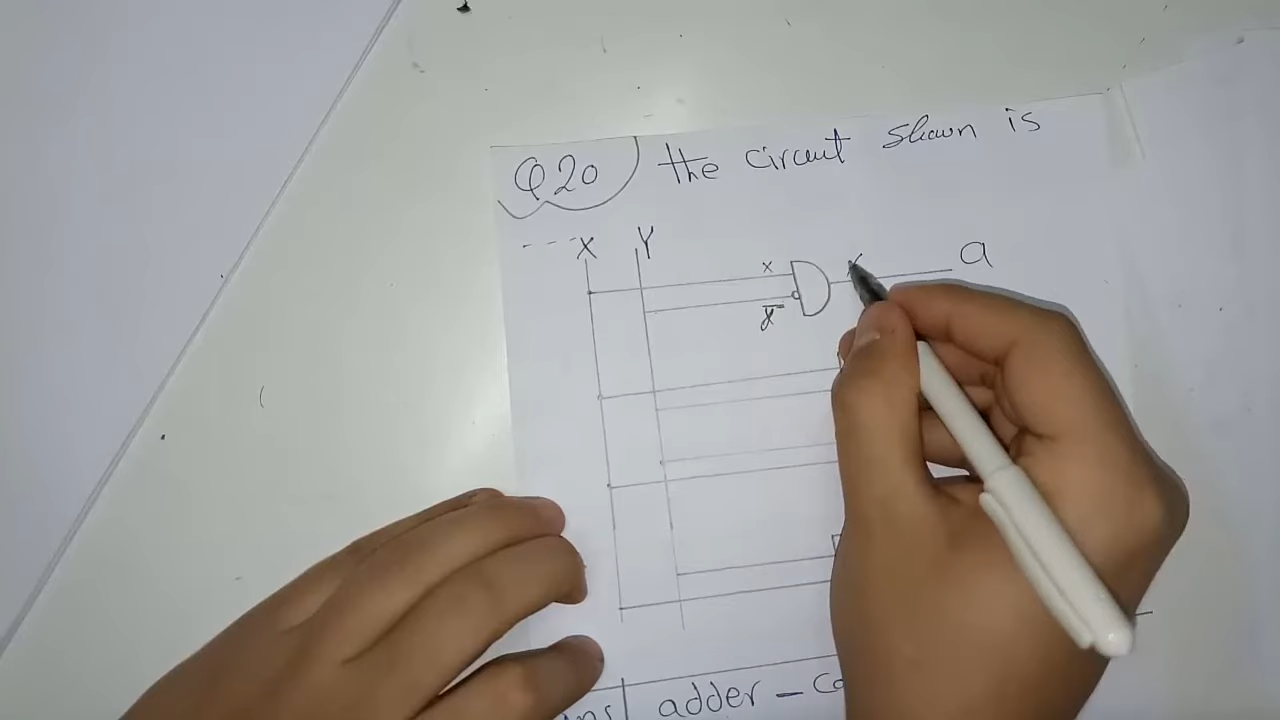 Q20 the circuit shown is
--- X Y
x
a
adder -